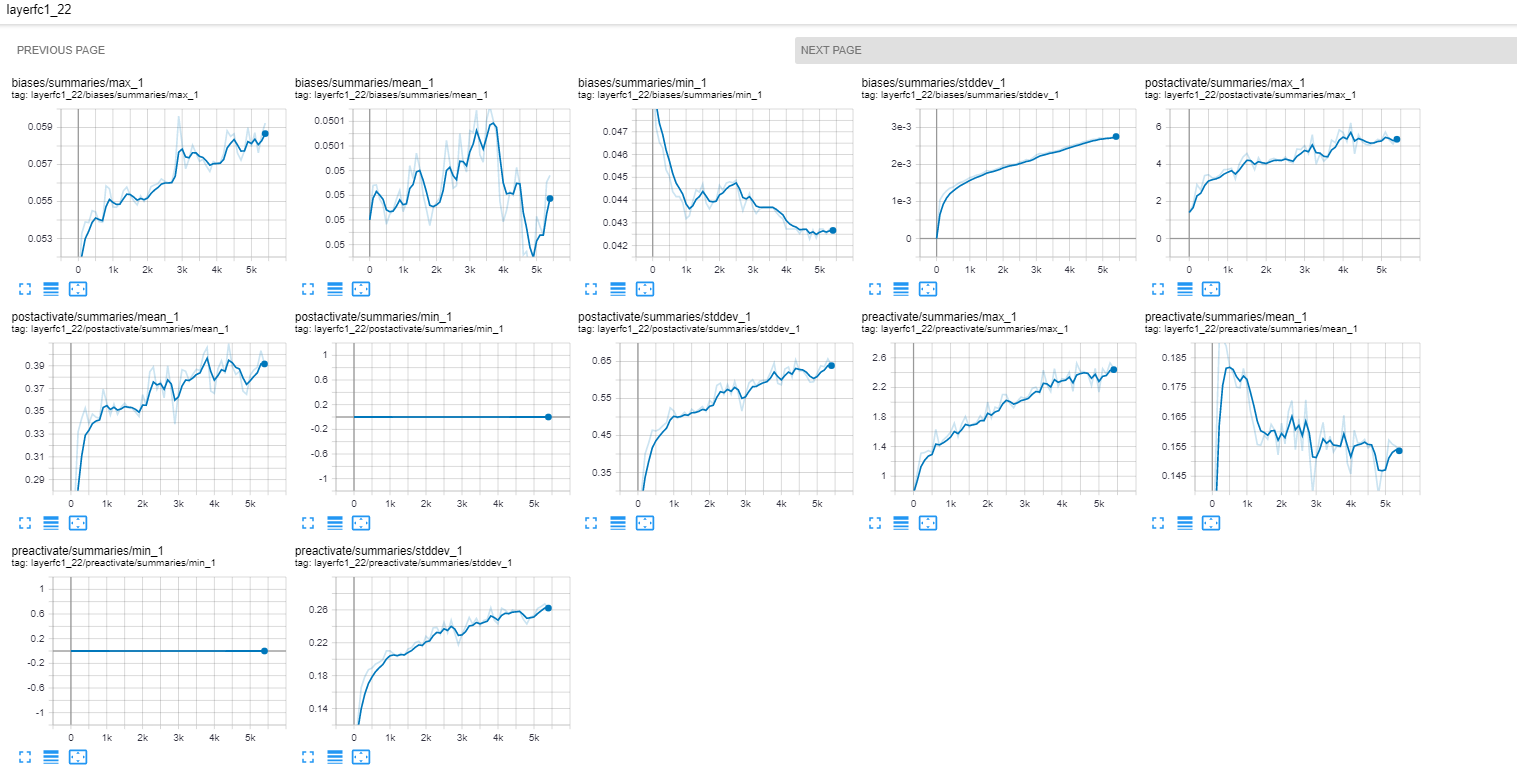 layerfc1_22
PREVIOUS PAGE
NEXT PAGE
biases/summaries/max_1
tag: layerfc1_22/biases/summaries/max_1
0.059
0.057
0.055
0.053
0 1k 2k 3k 4k 5k
biases/summaries/mean_1
tag: layerfc1_22/biases/summaries/mean_1
0.0501
0.0501
0.05
0.05
0.05
0.05
0 1k 2k 3k 4k 5k
biases/summaries/min_1
tag: layerfc1_22/biases/summaries/min_1
0.047
0.046
0.045
0.044
0.043
0.042
0 1k 2k 3k 4k 5k
biases/summaries/stddev_1
tag: layerfc1_22/biases/summaries/stddev_1
3e-3
2e-3
1e-3
0
0 1k 2k 3k 4k 5k
postactivate/summaries/max_1
tag: layerfc1_22/postactivate/summaries/max_1
6
4
2
0
0 1k 2k 3k 4k 5k
postactivate/summaries/mean_1
tag: layerfc1_22/postactivate/summaries/mean_1
0.39
0.37
0.35
0.33
0.31
0.29
0 1k 2k 3k 4k 5k
postactivate/summaries/min_1
tag: layerfc1_22/postactivate/summaries/min_1
1
0.6
0.2
-0.2
-0.6
-1
0 1k 2k 3k 4k 5k
postactivate/summaries/stddev_1
tag: layerfc1_22/postactivate/summaries/stddev_1
0.65
0.55
0.45
0.35
0 1k 2k 3k 4k 5k
preactivate/summaries/max_1
tag: layerfc1_22/preactivate/summaries/max_1
2.6
2.2
1.8
1.4
1
0 1k 2k 3k 4k 5k
preactivate/summaries/mean_1
tag: layerfc1_22/preactivate/summaries/mean_1
0.185
0.175
0.165
0.155
0.145
0 1k 2k 3k 4k 5k
preactivate/summaries/min_1
tag: layerfc1_22/preactivate/summaries/min_1
1
0.6
0.2
-0.2
-0.6
-1
0 1k 2k 3k 4k 5k
preactivate/summaries/stddev_1
tag: layerfc1_22/preactivate/summaries/stddev_1
0.26
0.22
0.18
0.14
0 1k 2k 3k 4k 5k